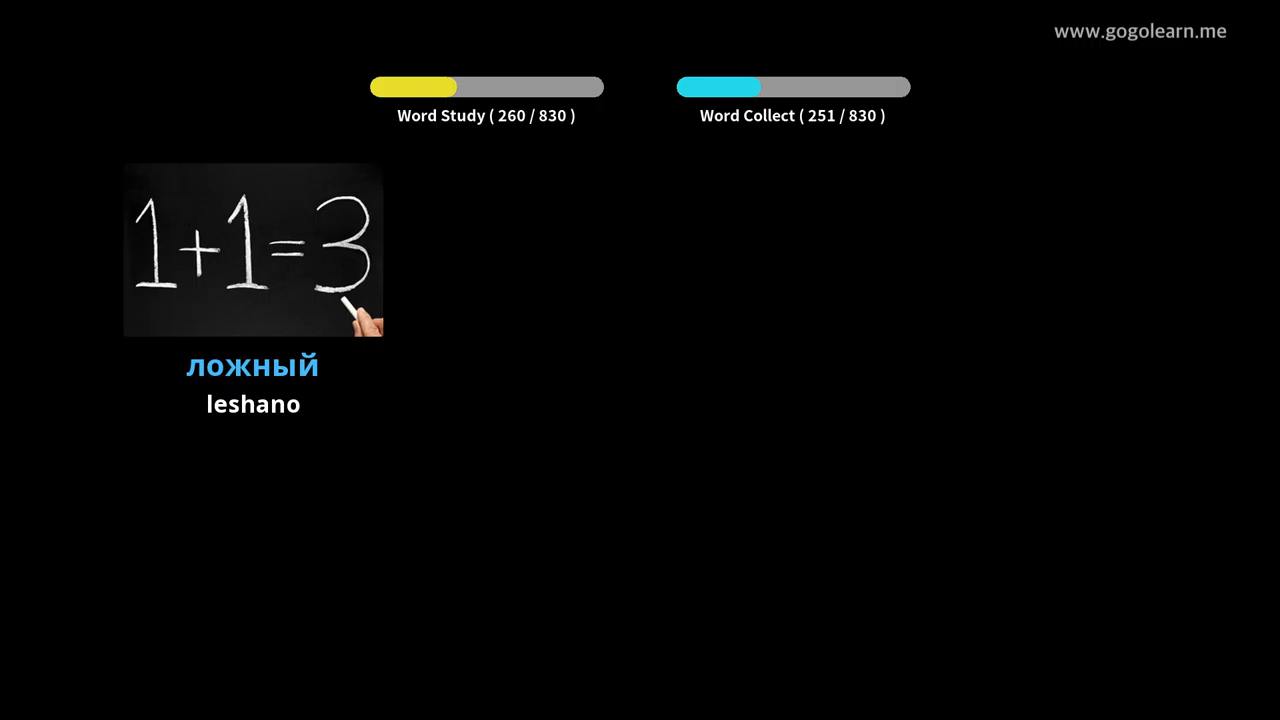 www.gogolearn.me
Word Study ( 260 / 830 )
Word Collect ( 251 / 830 )
1+1=3
ложный
leshano